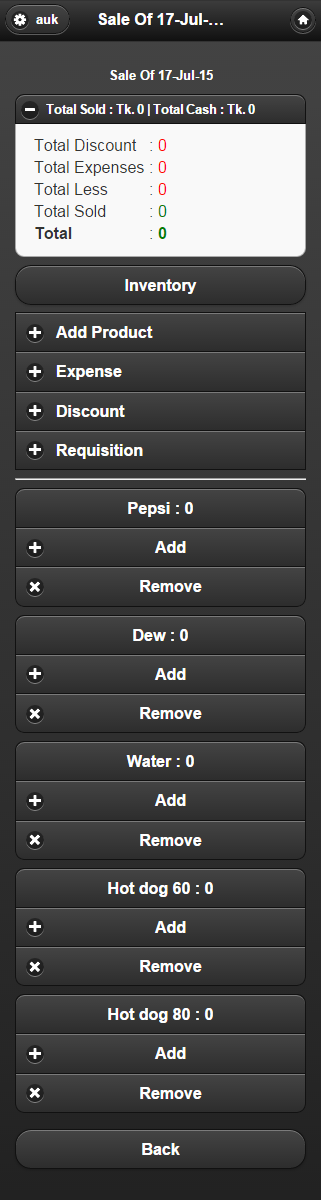 auk
Sale Of 17-Jul-...
Sale Of 17-Jul-15
Total Sold : Tk. 0 | Total Cash : Tk. 0
Total Discount : 0
Total Expenses : 0
Total Less : 0
Total Sold : 0
Total : 0
Inventory
Add Product
Expense
Discount
Requisition
Pepsi : 0
Add
Remove
Dew : 0
Add
Remove
Water : 0
Add
Remove
Hot dog 60 : 0
Add
Remove
Hot dog 80 : 0
Add
Remove
Back